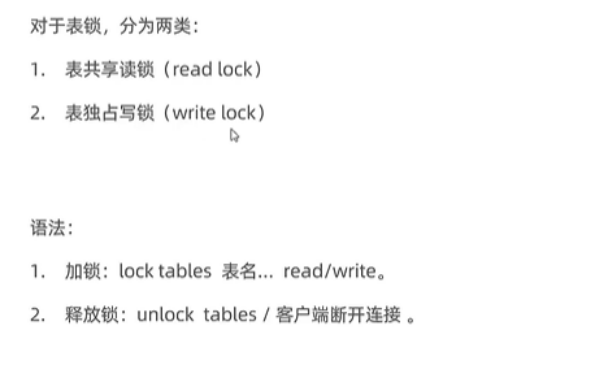 对于表锁，分为两类：
1. 表共享读锁（read lock）
2. 表独占写锁（write lock）
语法：
1. 加锁：lock tables 表名... read/write。
2. 释放锁：unlock tables / 客户端断开连接 。